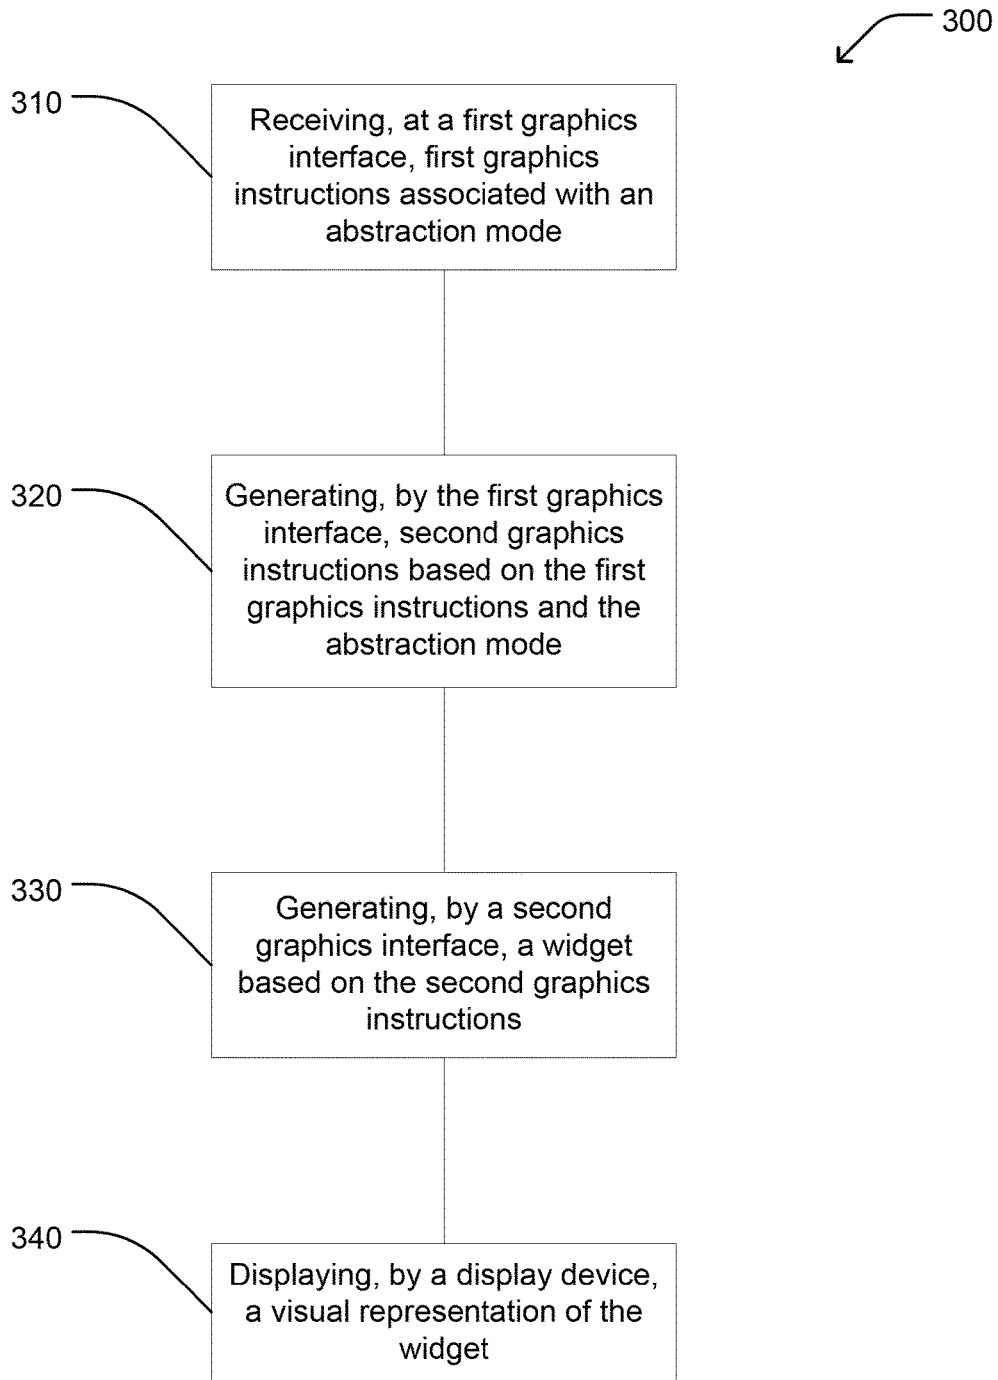 300
310
Receiving, at a first graphics
interface, first graphics
instructions associated with an
abstraction mode
320
Generating, by the first graphics
interface, second graphics
instructions based on the first
graphics instructions and the
abstraction mode
330
Generating, by a second
graphics interface, a widget
based on the second graphics
instructions
340
Displaying, by a display device,
a visual representation of the
widget